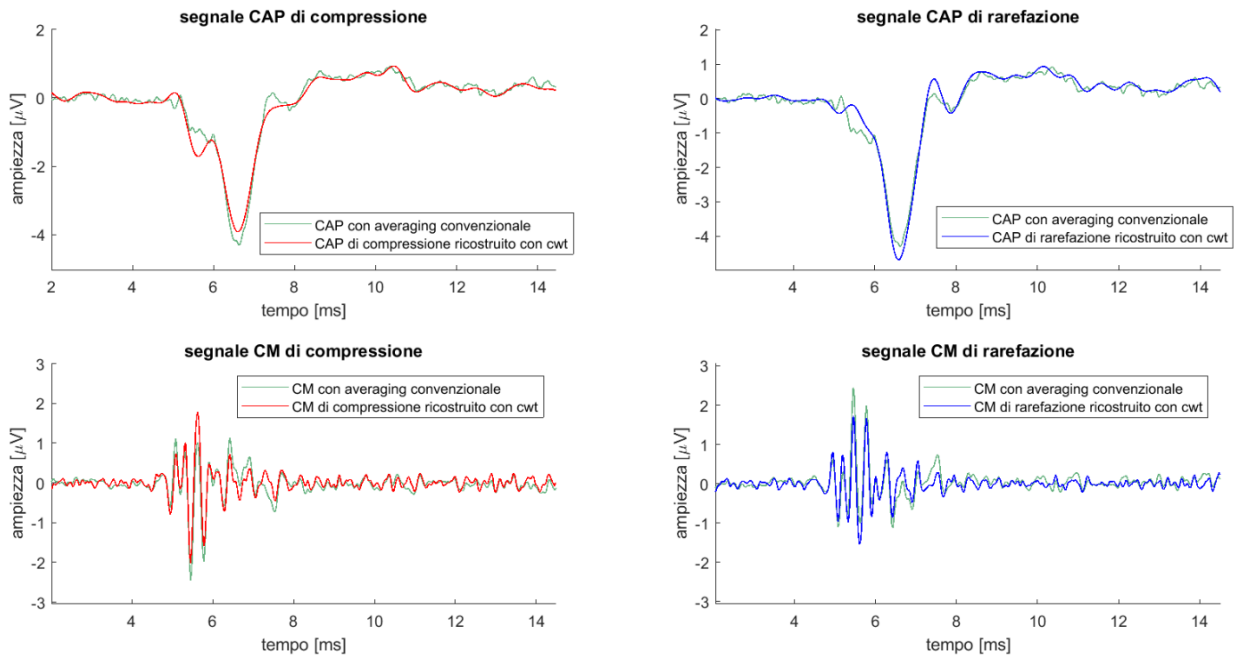 segnale CAP di compressione
2
1
0
ampiezza [μV]
-2
-4
CAP con averaging convenzionale
CAP di compressione ricostruito con cwt
2 4 6 8 10 12 14
tempo [ms]
segnale CAP di rarefazione
2
1
0
-1
-2
-3
-4
ampiezza [μV]
CAP con averaging convenzionale
CAP di rarefazione ricostruito con cwt
4 6 8 10 12 14
tempo [ms]
segnale CM di compressione
3
2
1
0
-1
-2
-3
ampiezza [μV]
CM con averaging convenzionale
CM di compressione ricostruito con cwt
4 6 8 10 12 14
tempo [ms]
segnale CM di rarefazione
3
2
1
0
-1
-2
-3
ampiezza [μV]
CM con averaging convenzionale
CM di rarefazione ricostruito con cwt
4 6 8 10 12 14
tempo [ms]